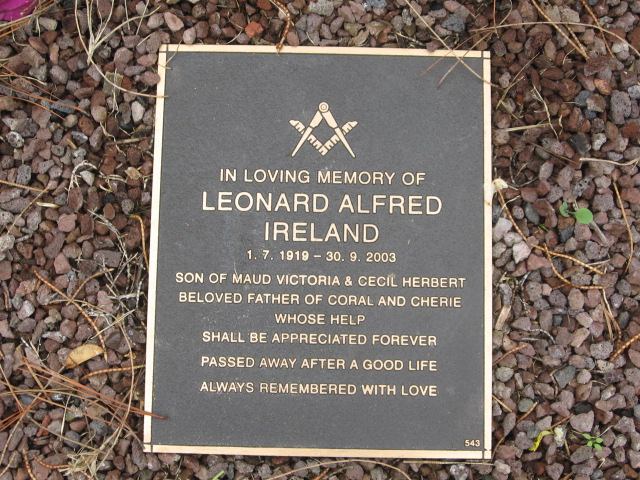 IN LOVING MEMORY OF
LEONARD ALFRED
IRELAND
1. 7. 1919 – 30. 9. 2003
SON OF MAUD VICTORIA & CECIL HERBERT
BELOVED FATHER OF CORAL AND CHERIE
WHOSE HELP
SHALL BE APPRECIATED FOREVER
PASSED AWAY AFTER A GOOD LIFE
ALWAYS REMEMBERED WITH LOVE
543